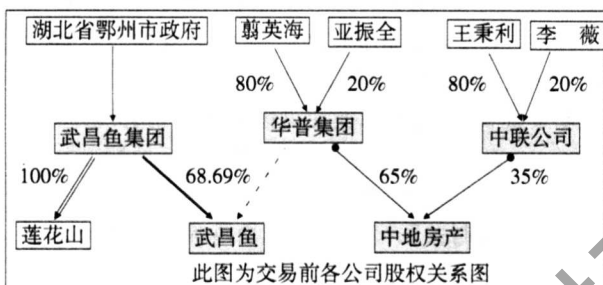 湖北省鄂州市政府 翦英海 亚振全 王秉利 李 薇
80% 20% 80% 20%
武昌鱼集团 华普集团 中联公司
100% 68.69% 65% 35%
莲花山 武昌鱼 中地房产
此图为交易前各公司股权关系图